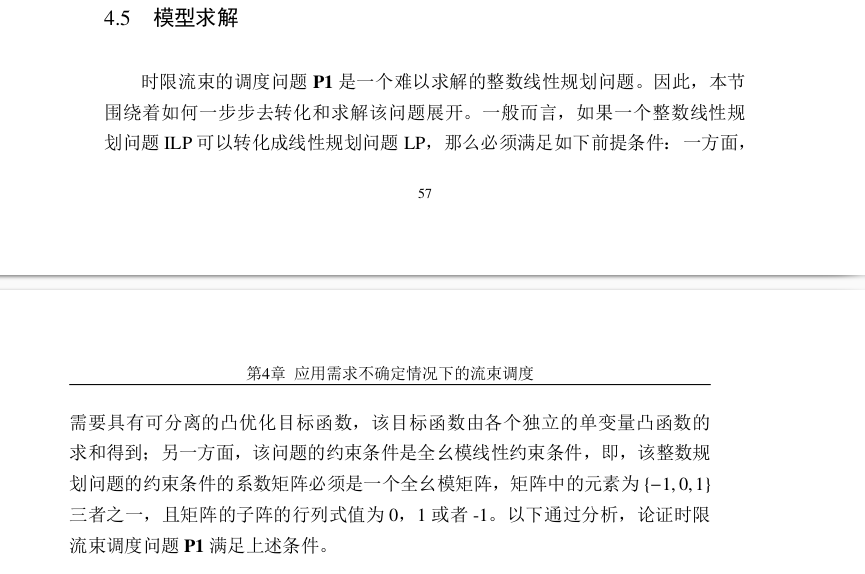 4.5 模型求解
时限流束的调度问题 P1 是一个难以求解的整数线性规划问题。因此，本节
围绕着如何一步步去转化和求解该问题展开。一般而言，如果一个整数线性规
划问题 ILP 可以转化成线性规划问题 LP，那么必须满足如下前提条件：一方面，
57
第4章 应用需求不确定情况下的流束调度
需要具有可分离的凸优化目标函数，该目标函数由各个独立的单变量凸函数的
求和得到；另一方面，该问题的约束条件是全幺模线性约束条件，即，该整数规
划问题的约束条件的系数矩阵必须是一个全幺模矩阵，矩阵中的元素为 {−1, 0, 1}
三者之一，且矩阵的子阵的行列式值为 0，1 或者 -1。以下通过分析，论证时限
流束调度问题 P1 满足上述条件。